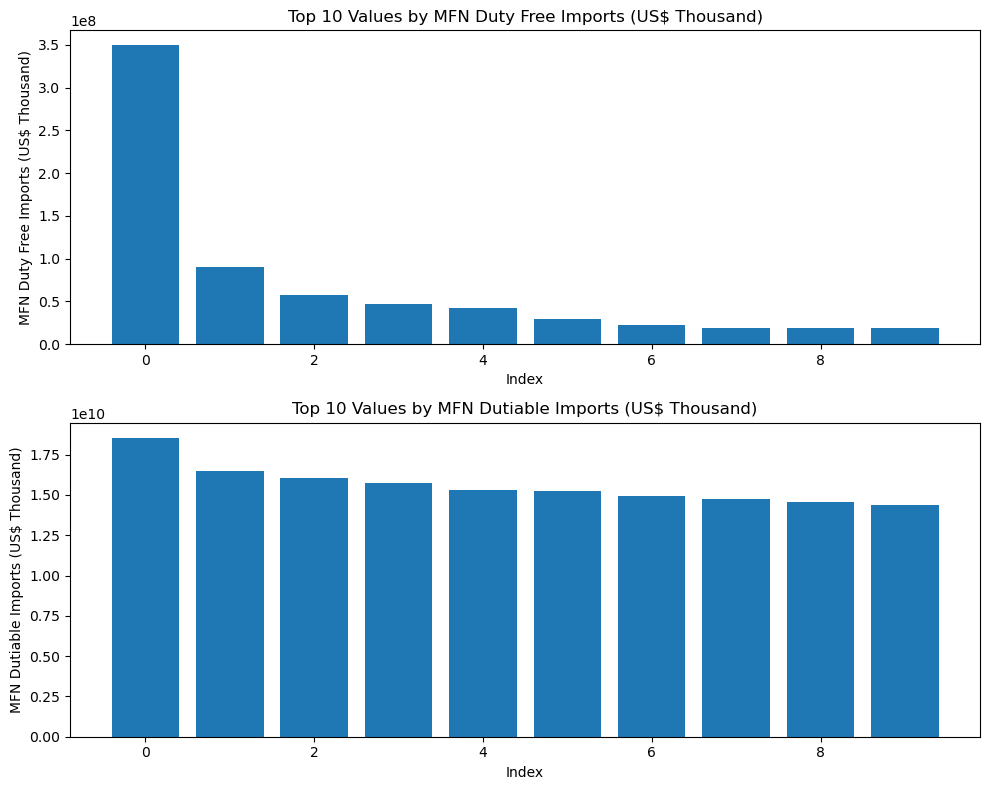 Top 10 Values by MFN Duty Free Imports (US$ Thousand)
1e8
MFN Duty Free Imports (US$ Thousand)
3.5
3.0
2.5
2.0
1.5
1.0
0.5
0.0
0 2 4 6 8
Index
Top 10 Values by MFN Dutiable Imports (US$ Thousand)
1e10
MFN Dutiable Imports (US$ Thousand)
1.75
1.50
1.25
1.00
0.75
0.50
0.25
0.00
0 2 4 6 8
Index